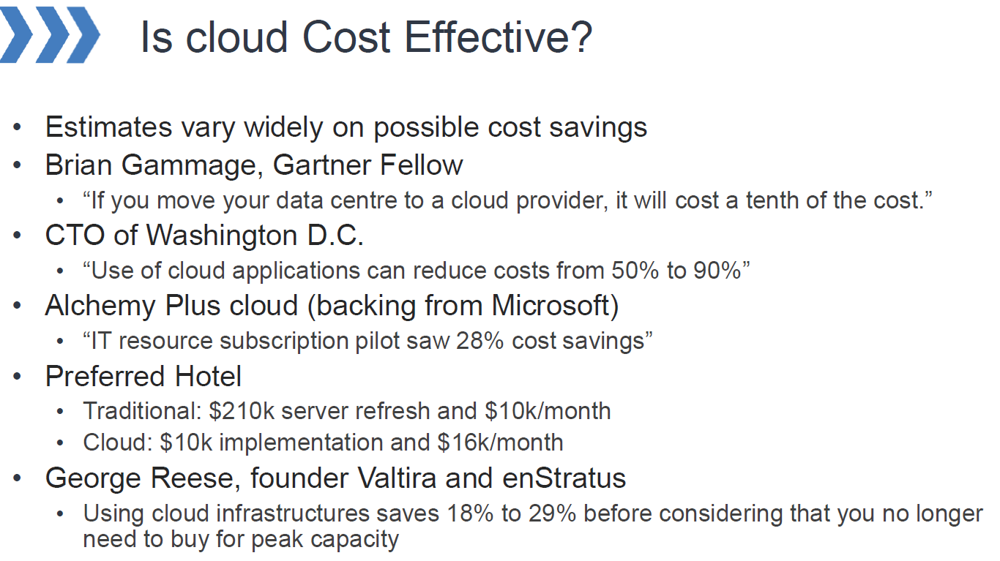 Is cloud Cost Effective?
• Estimates vary widely on possible cost savings
• Brian Gammage, Gartner Fellow
• “If you move your data centre to a cloud provider, it will cost a tenth of the cost.”
• CTO of Washington D.C.
• “Use of cloud applications can reduce costs from 50% to 90%”
• Alchemy Plus cloud (backing from Microsoft)
• “IT resource subscription pilot saw 28% cost savings”
• Preferred Hotel
• Traditional: $210k server refresh and $10k/month
• Cloud: $10k implementation and $16k/month
• George Reese, founder Valtira and enStratus
• Using cloud infrastructures saves 18% to 29% before considering that you no longer
need to buy for peak capacity